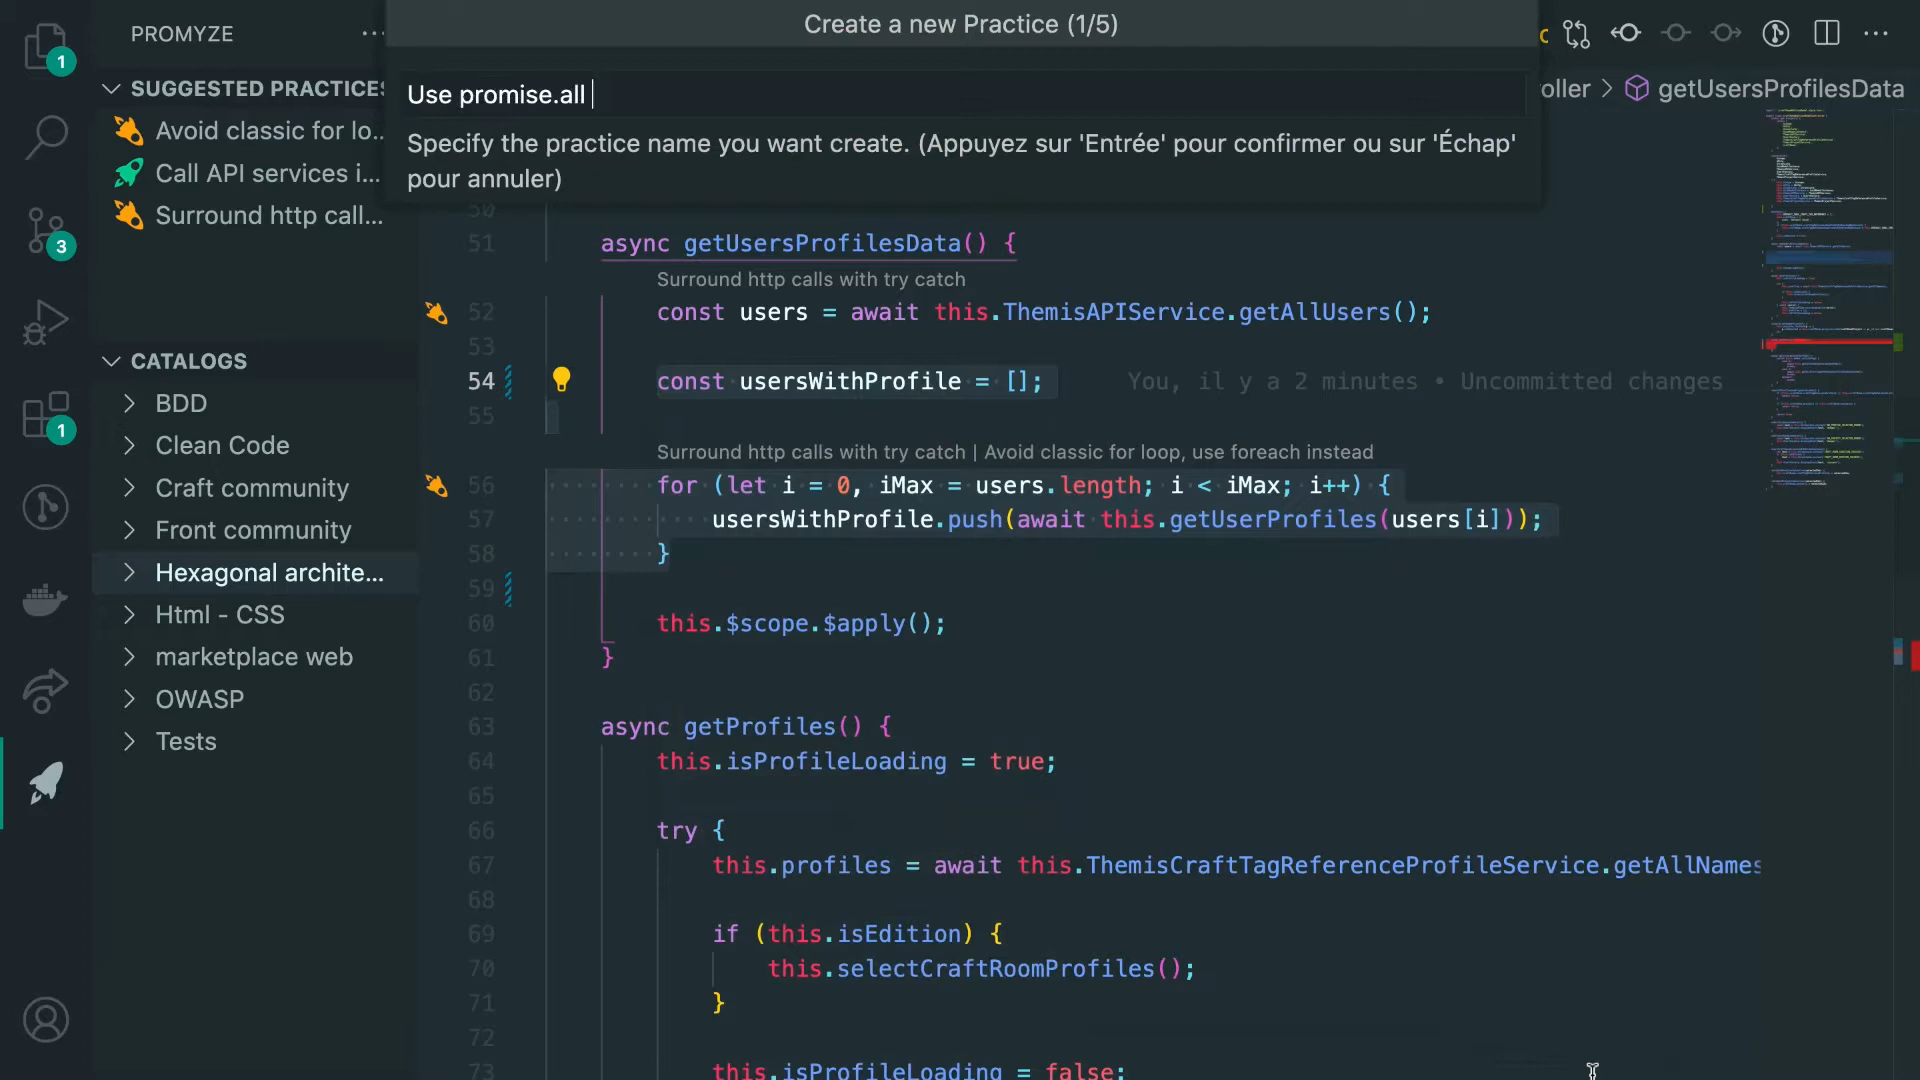 Create a new Practice (1/5)
PROMYZE
Use promise.all
Specify the practice name you want create. (Appuyez sur 'Entrée' pour confirmer ou sur 'Échap'
pour annuler)
oller > getUsersProfilesData
SUGGESTED PRACTICES
Avoid classic for lo...
Call API services i...
Surround http call...
CATALOGS
BDD
Clean Code
Craft community
Front community
Hexagonal archite...
Html - CSS
marketplace web
OWASP
Tests
1
3
1
50
51 async getUsersProfilesData() {
Surround http calls with try catch
52 const users = await this.ThemisAPIService.getAllUsers();
53
54 const usersWithProfile = []; You, il y a 2 minutes • Uncommitted changes
55
Surround http calls with try catch | Avoid classic for loop, use foreach instead
56 for (let i = 0, iMax = users.length; i < iMax; i++) {
57 usersWithProfile.push(await this.getUserProfiles(users[i]));
58 }
59
60 this.$scope.$apply();
61 }
62
63 async getProfiles() {
64 this.isProfileLoading = true;
65
66 try {
67 this.profiles = await this.ThemisCraftTagReferenceProfileService.getAllNames
68
69 if (this.isEdition) {
70 this.selectCraftRoomProfiles();
71 }
72
73 this.isProfileLoading = false;